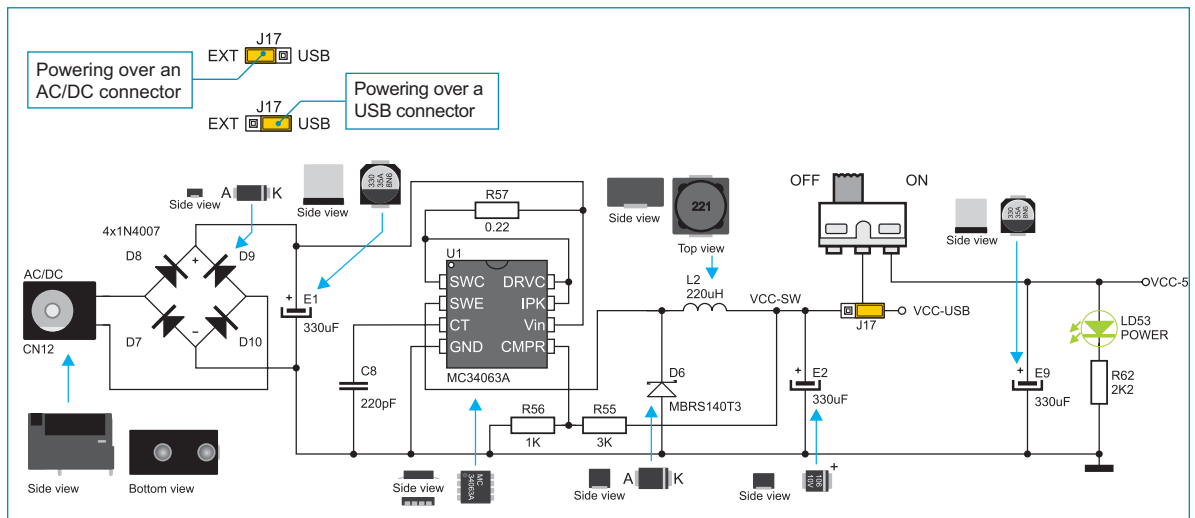 J17
EXT USB
Powering over an
AC/DC connector
Powering over a
USB connector
J17
EXT USB
Side view
A K
4x1N4007
D8
D9
AC/DC
CN12
D7
D10
+
−
Side view
330
35A
8N6
+
E1
330uF
R57
0.22
U1
SWC DRVC
SWE IPK
CT Vin
GND CMPR
MC34063A
C8
220pF
R56
1K
R55
3K
Side view
221
Top view
L2
220uH
VCC-SW
D6
MBRS140T3
+
E2
330uF
OFF ON
J17
VCC-USB
Side view
330
35A
8N6
+
E9
330uF
VCC-5
LD53
POWER
R62
2K2
Side view
Bottom view
Side view
MC
34063A
Side view
A K
Side view
106
10V
+